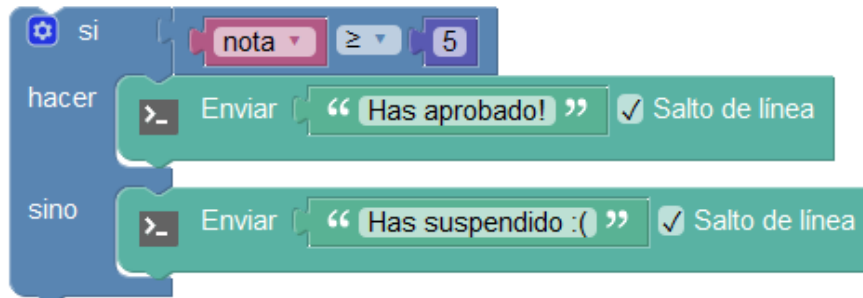 si nota ≥ 5
hacer >_ Enviar “ Has aprobado! ” ✓ Salto de línea
sino >_ Enviar “ Has suspendido :( ” ✓ Salto de línea